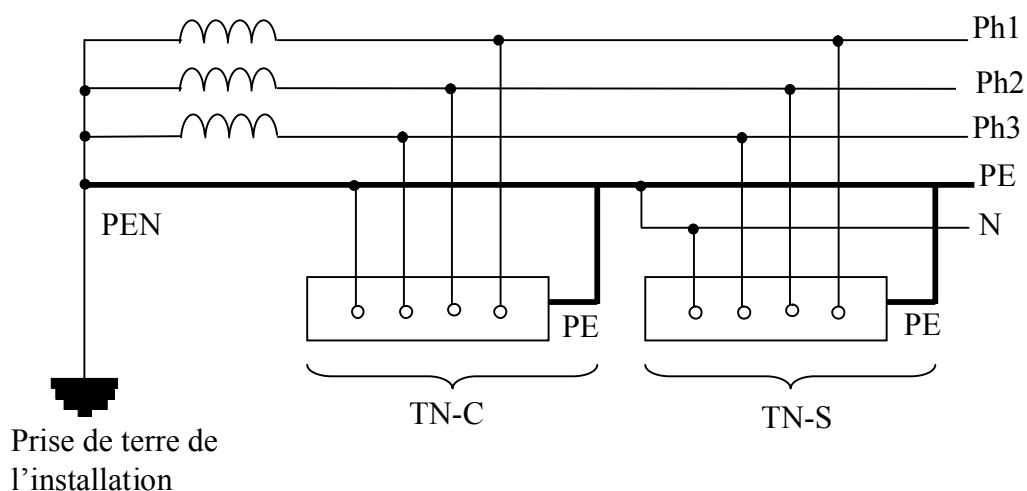 Ph1
Ph2
Ph3
PE
PEN
N
PE
PE
TN-C
TN-S
Prise de terre de
l’installation